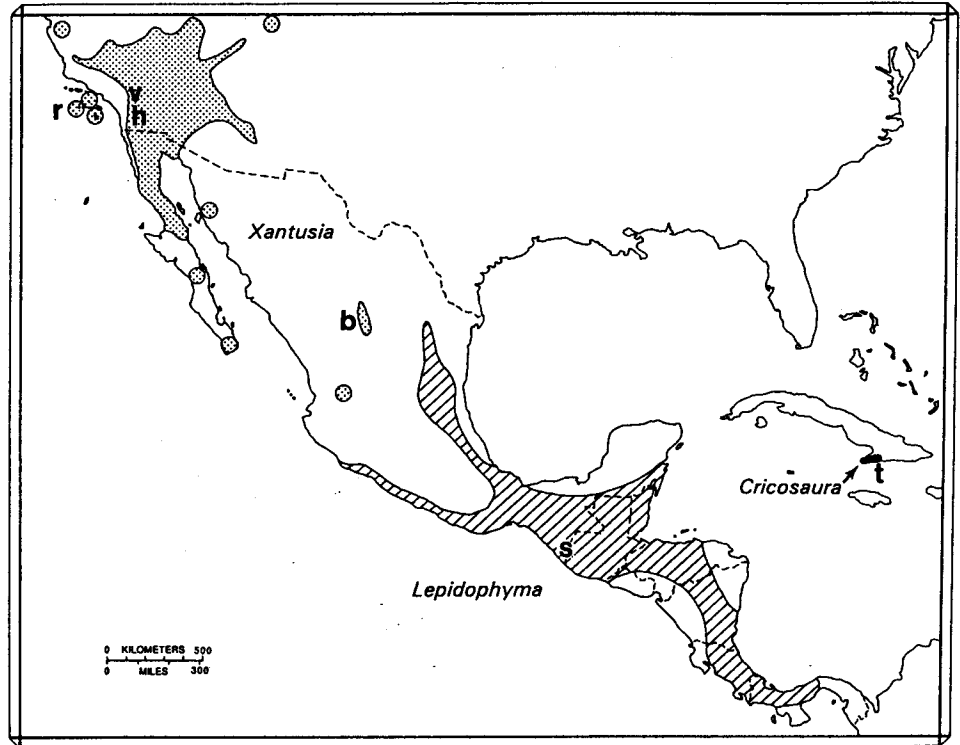 v
h
r
Xantusia
b
Cricosaura
t
s
Lepidophyma
0 KILOMETERS 500
0 MILES 300